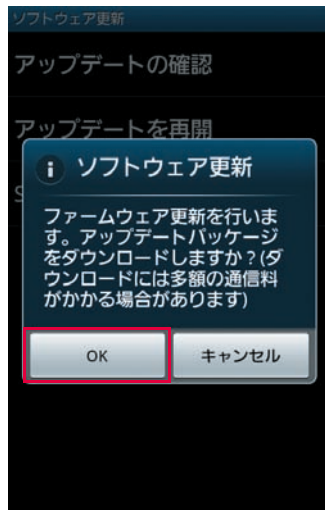 ソフトウェア更新
アップデートの確認
アップデートを再開
S
ソフトウェア更新
ファームウェア更新を行いま
す。アップデートパッケージ
をダウンロードしますか？(ダ
ウンロードには多額の通信料
がかかる場合があります)
OK
キャンセル